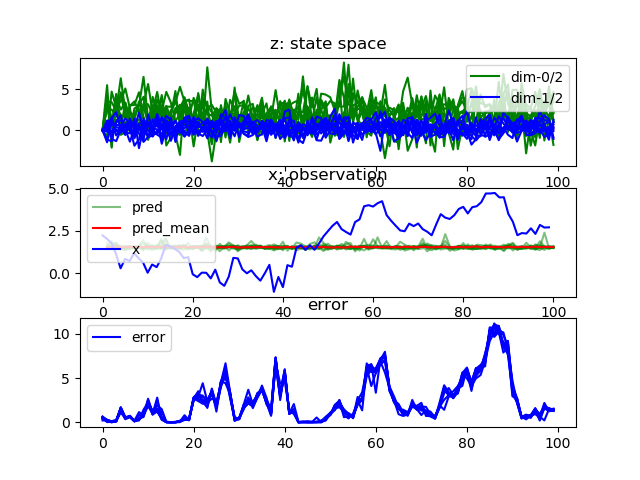 z: state space
5
0
dim-0/2
dim-1/2
0 20 40 60 80 100
x: observation
5.0
2.5
0.0
pred
pred_mean
x
0 20 40 60 80 100
error
10
5
0
error
0 20 40 60 80 100